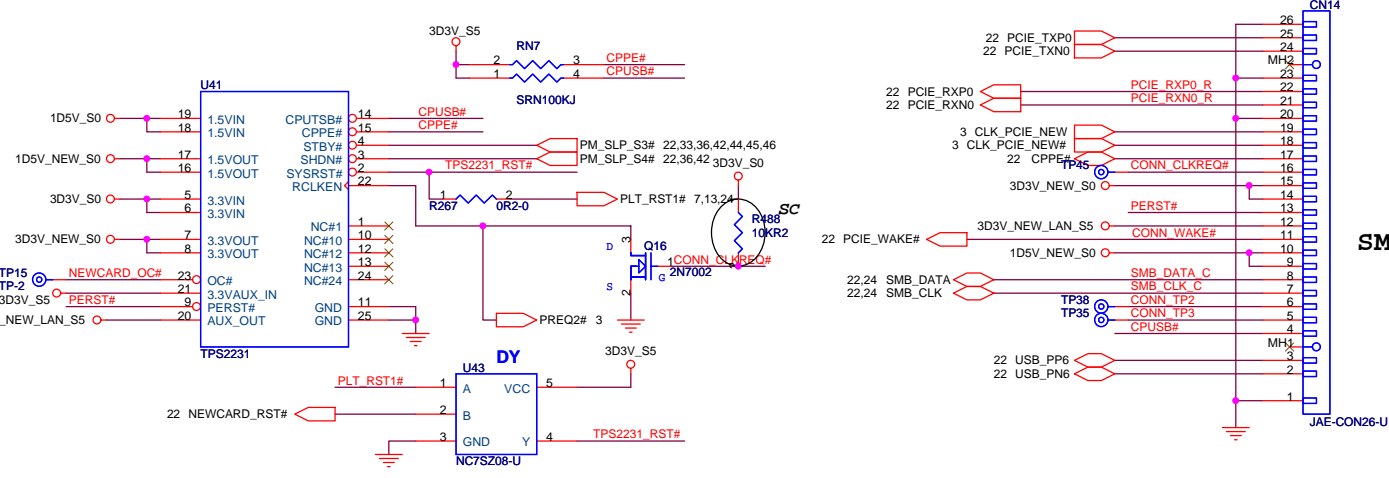 3D3V_S5
RN7
2 3 CPPE#
1 4 CPUSB#
SRN100KJ
U41
1D5V_S0 19 1.5VIN
18 1.5VIN
1D5V_NEW_S0 17 1.5VOUT
16 1.5VOUT
3D3V_S0 5 3.3VIN
6 3.3VIN
3D3V_NEW_S0 7 3.3VOUT
8 3.3VOUT
TP15
TP-2
NEWCARD_OC# 23 OC#
3D3V_S5 21 3.3VAUX_IN
PERST# 9 PERST#
_NEW_LAN_S5 20 AUX_OUT
TPS2231
CPUTSB# 14 CPUSB#
CPPE# 15 CPPE#
STBY# 4 PM_SLP_S3# 22,33,36,42,44,45,46
SHDN# 3 PM_SLP_S4# 22,36,42
SYSRST# 2 TPS2231_RST#
RCLKEN 22
NC#1 1
NC#10 10
NC#12 12
NC#13 13
NC#24 24
GND 11
GND 25
1 2
R267 0R2-0
PLT_RST1# 7,13,24
3D3V_S0
SC
R488
10KR2
D 3 Q16
1 CONN_CLKREQ#
2N7002
G
S 2
PREQ2# 3
DY
3D3V_S5
U43
PLT_RST1# 1 A VCC 5
22 NEWCARD_RST# 2 B
3 GND Y 4 TPS2231_RST#
NC7SZ08-U
CN14
26
22 PCIE_TXP0 25
22 PCIE_TXN0 24
MH2
23
22 PCIE_RXP0 PCIE_RXP0_R 22
22 PCIE_RXN0 PCIE_RXN0_R 21
20
3 CLK_PCIE_NEW 19
3 CLK_PCIE_NEW# 18
22 CPPE# 17
TP45 CONN_CLKREQ# 16
3D3V_NEW_S0 15
14
PERST# 13
3D3V_NEW_LAN_S5 12
22 PCIE_WAKE# CONN_WAKE# 11
1D5V_NEW_S0 10
9
22,24 SMB_DATA SMB_DATA_C 8
22,24 SMB_CLK SMB_CLK_C 7
TP38 CONN_TP2 6
TP35 CONN_TP3 5
CPUSB# 4
MH1
22 USB_PP6 3
22 USB_PN6 2
1
JAE-CON26-U
SM